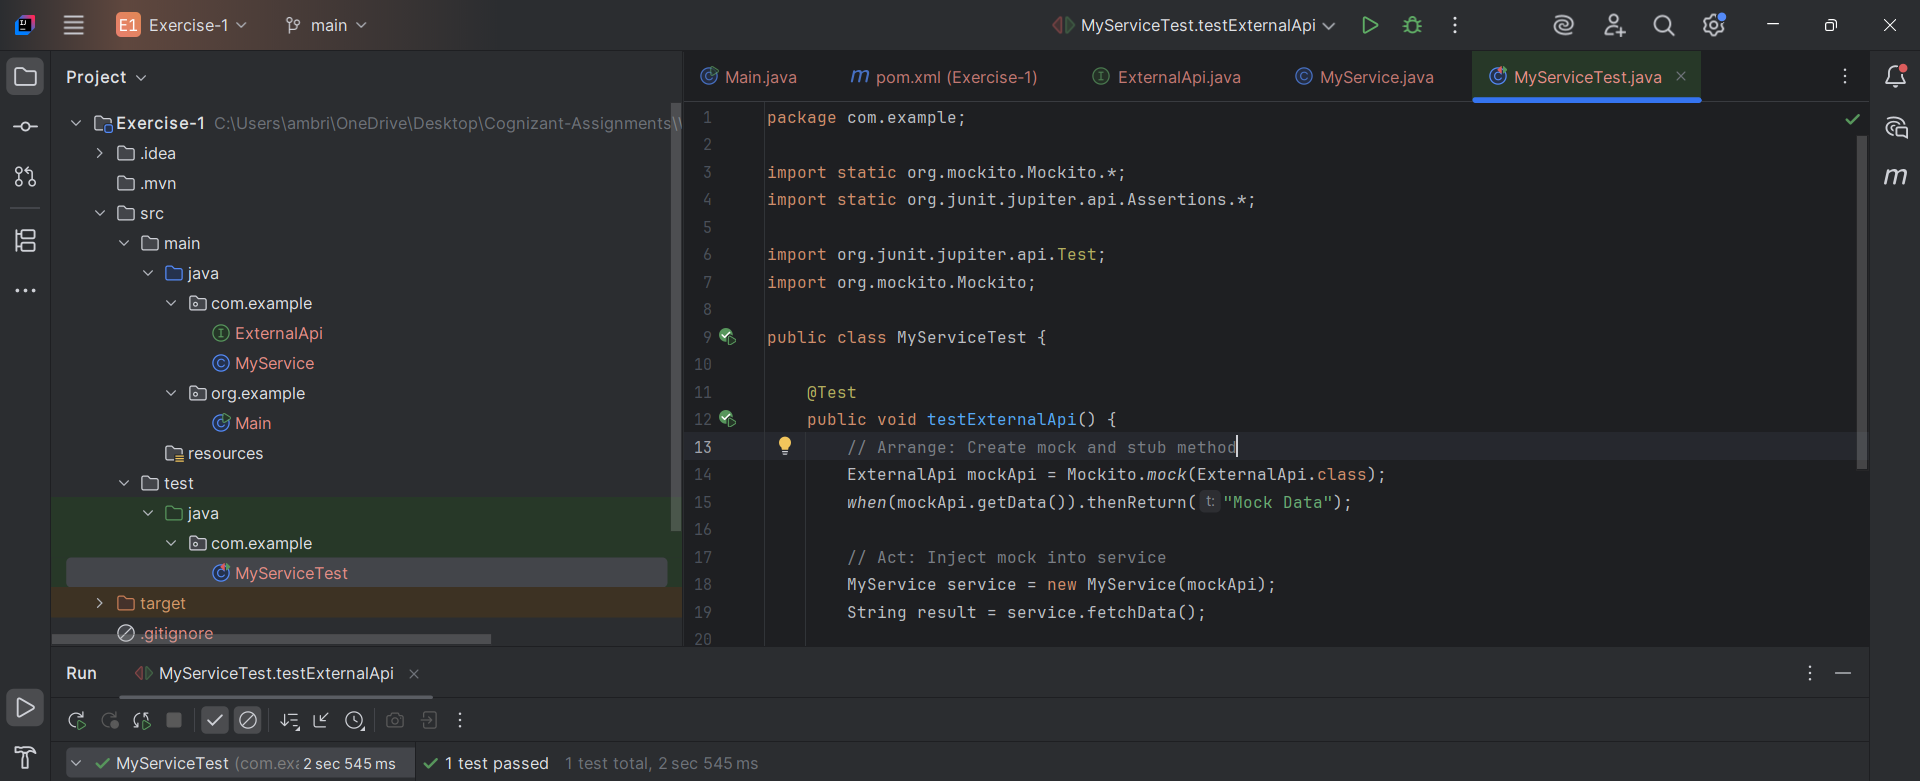 E1 Exercise-1 main MyServiceTest.testExternalApi
Project
Exercise-1 C:\Users\ambri\OneDrive\Desktop\Cognizant-Assignments\
.idea
.mvn
src
main
java
com.example
ExternalApi
MyService
org.example
Main
resources
test
java
com.example
MyServiceTest
target
.gitignore
Main.java pom.xml (Exercise-1) ExternalApi.java MyService.java MyServiceTest.java
1 package com.example;
2
3 import static org.mockito.Mockito.*;
4 import static org.junit.jupiter.api.Assertions.*;
5
6 import org.junit.jupiter.api.Test;
7 import org.mockito.Mockito;
8
9 public class MyServiceTest {
10
11 @Test
12 public void testExternalApi() {
13 // Arrange: Create mock and stub method
14 ExternalApi mockApi = Mockito.mock(ExternalApi.class);
15 when(mockApi.getData()).thenReturn( t: "Mock Data");
16
17 // Act: Inject mock into service
18 MyService service = new MyService(mockApi);
19 String result = service.fetchData();
20
Run MyServiceTest.testExternalApi
MyServiceTest (com.exa 2 sec 545 ms 1 test passed 1 test total, 2 sec 545 ms